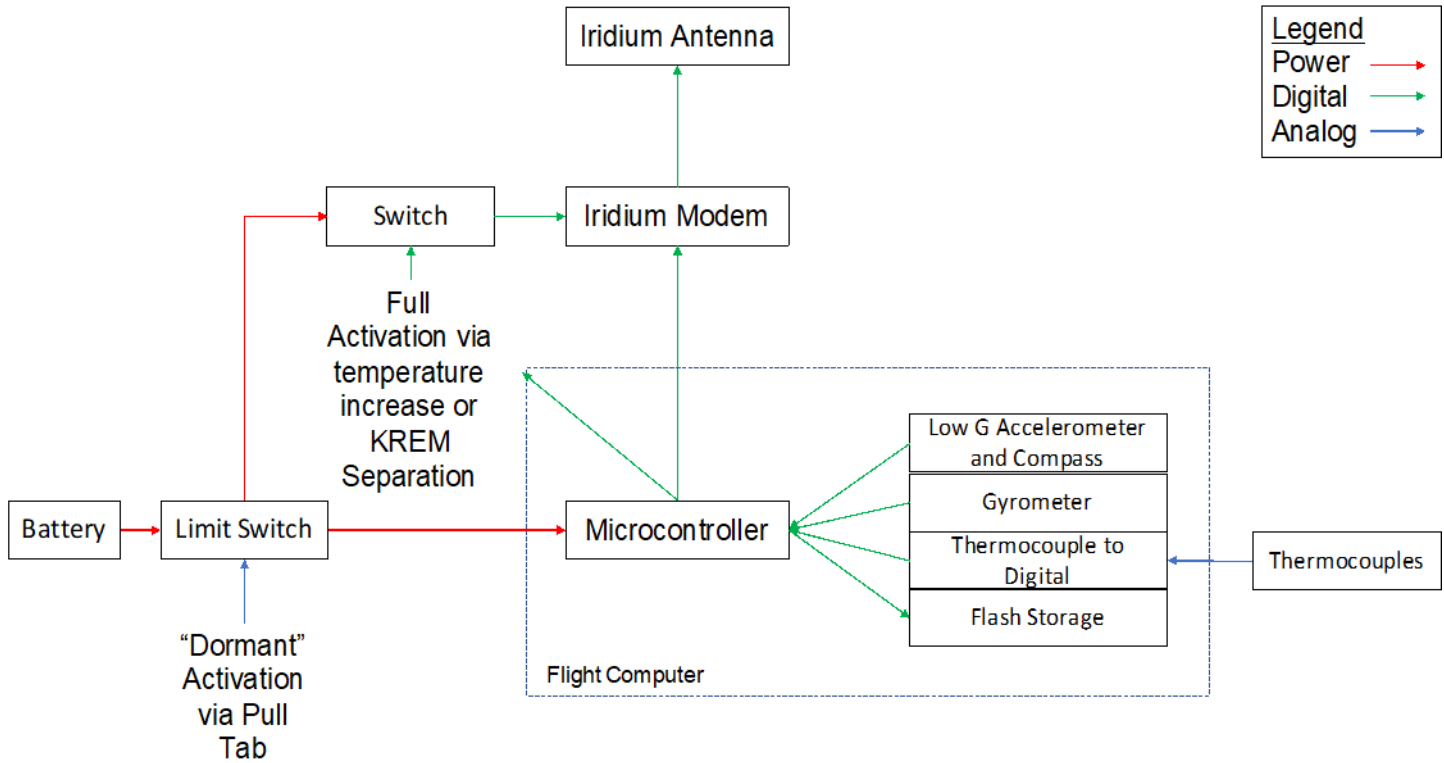 Iridium Antenna
Legend
Power
Digital
Analog
Switch
Iridium Modem
Full
Activation via
temperature
increase or
KREM
Separation
Low G Accelerometer
and Compass
Gyrometer
Thermocouple to
Digital
Flash Storage
Battery
Limit Switch
Microcontroller
Thermocouples
Flight Computer
“Dormant”
Activation
via Pull
Tab